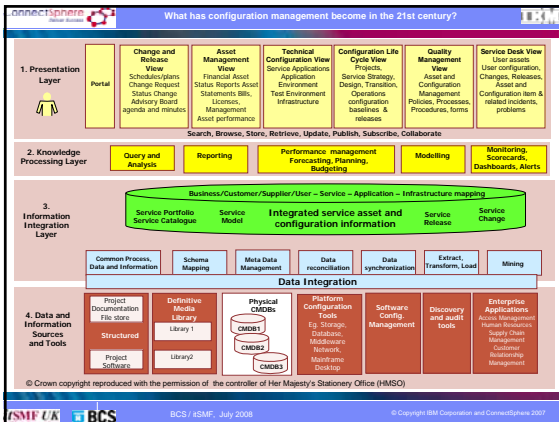 ConnectSphere
Deliver Success
What has configuration management become in the 21st century?
IBM
1. Presentation
Layer
Portal
Change and
Release
View
Schedules/plans
Change Request
Status Change
Advisory Board
agenda and minutes
Asset
Management
View
Financial Asset
Status Reports Asset
Statements Bills,
Licenses,
Management
Asset performance
Technical
Configuration View
Service Applications
Application
Environment
Test Environment
Infrastructure
Configuration Life
Cycle View
Projects,
Service Strategy,
Design, Transition,
Operations
configuration
baselines &
releases
Quality
Management
View
Asset and
Configuration
Management
Policies, Processes,
Procedures, forms
Service Desk View
User assets
User configuration,
Changes, Releases,
Asset and
Configuration item &
related incidents,
problems
Search, Browse, Store, Retrieve, Update, Publish, Subscribe, Collaborate
2. Knowledge
Processing Layer
Query and
Analysis
Reporting
Performance management
Forecasting, Planning,
Budgeting
Modelling
Monitoring,
Scorecards,
Dashboards, Alerts
3.
Information
Integration
Layer
Business/Customer/Supplier/User – Service – Application – Infrastructure mapping
Service Portfolio
Service Catalogue
Service
Model
Integrated service asset and
configuration information
Service
Release
Service
Change
Common Process,
Data and Information
Schema
Mapping
Meta Data
Management
Data
reconciliation
Data
synchronization
Extract,
Transform, Load
Mining
Data Integration
4. Data and
Information
Sources
and Tools
Project
Documentation
File store
Structured
Project
Software
Definitive
Media
Library
Library 1
Library2
Physical
CMDBs
CMDB1
CMDB2
CMDB3
Platform
Configuration
Tools
Eg. Storage,
Database,
Middleware
Network,
Mainframe
Desktop
Software
Config.
Management
Discovery
and audit
tools
Enterprise
Applications
Access Management
Human Resources
Supply Chain
Management
Customer
Relationship
Management
© Crown copyright reproduced with the permission of the controller of Her Majesty's Stationery Office (HMSO)
itSMF UK
BCS
BCS / itSMF, July 2008
© Copyright IBM Corporation and ConnectSphere 2007